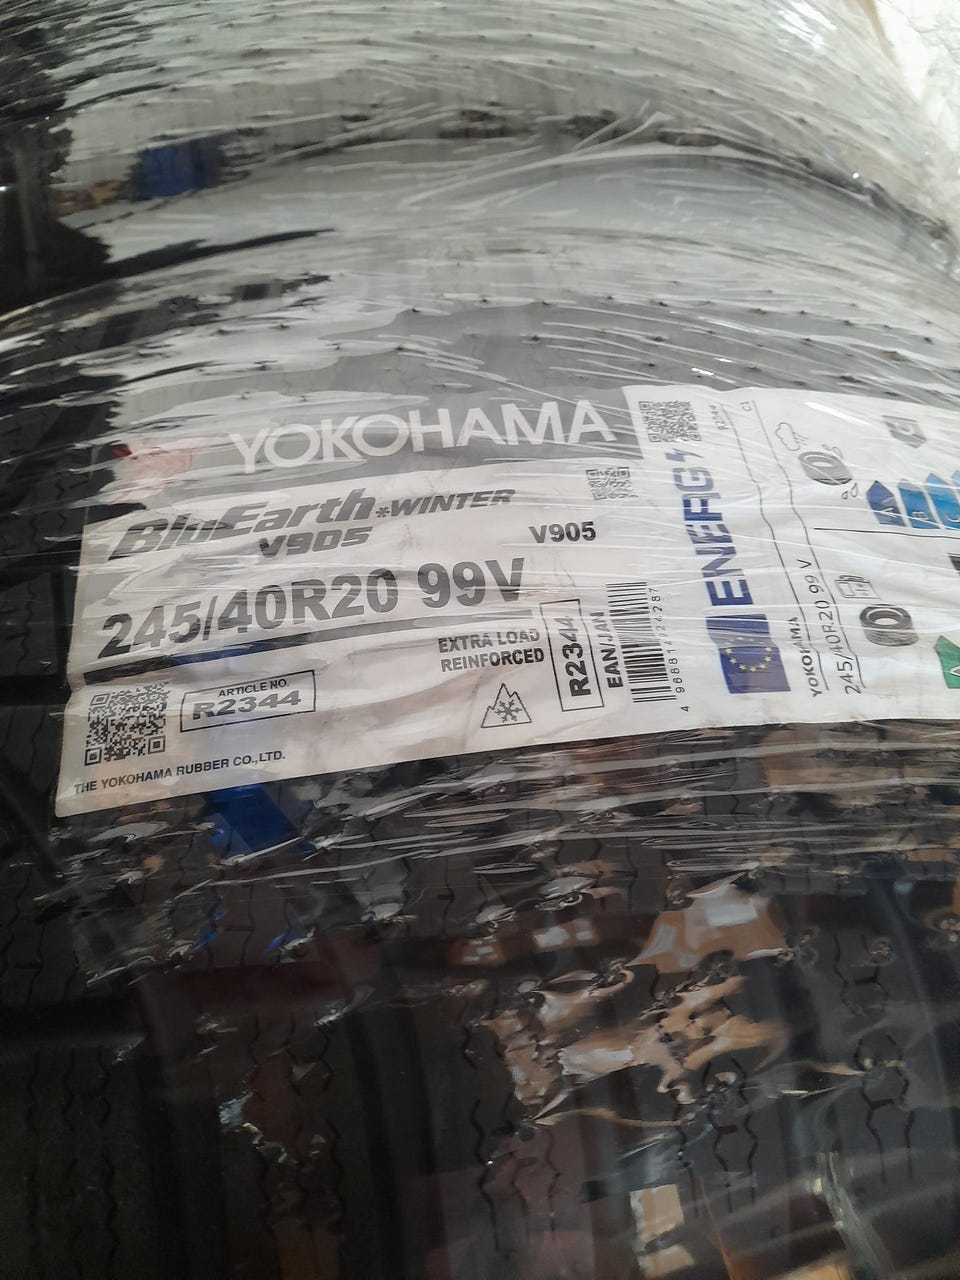 YOKOHAMA
BluEarth*WINTER
V905
V905
245/40R20 99V
EXTRA LOAD
REINFORCED
ARTICLE NO.
R2344
R2344
EAN/JAN
THE YOKOHAMA RUBBER CO.,LTD.
ENERG
R2344
C1
YOKOHAMA
245/40R20 99 V
A
B
C